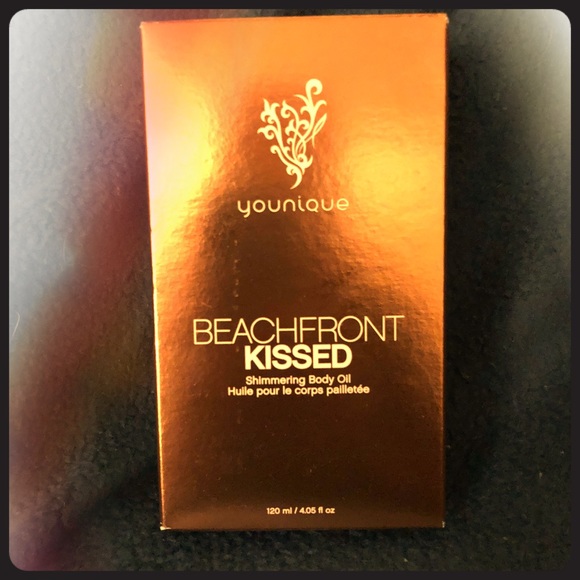 younique
BEACHFRONT
KISSED
Shimmering Body Oil
Huile pour le corps pailletée
120 ml / 4.05 fl oz